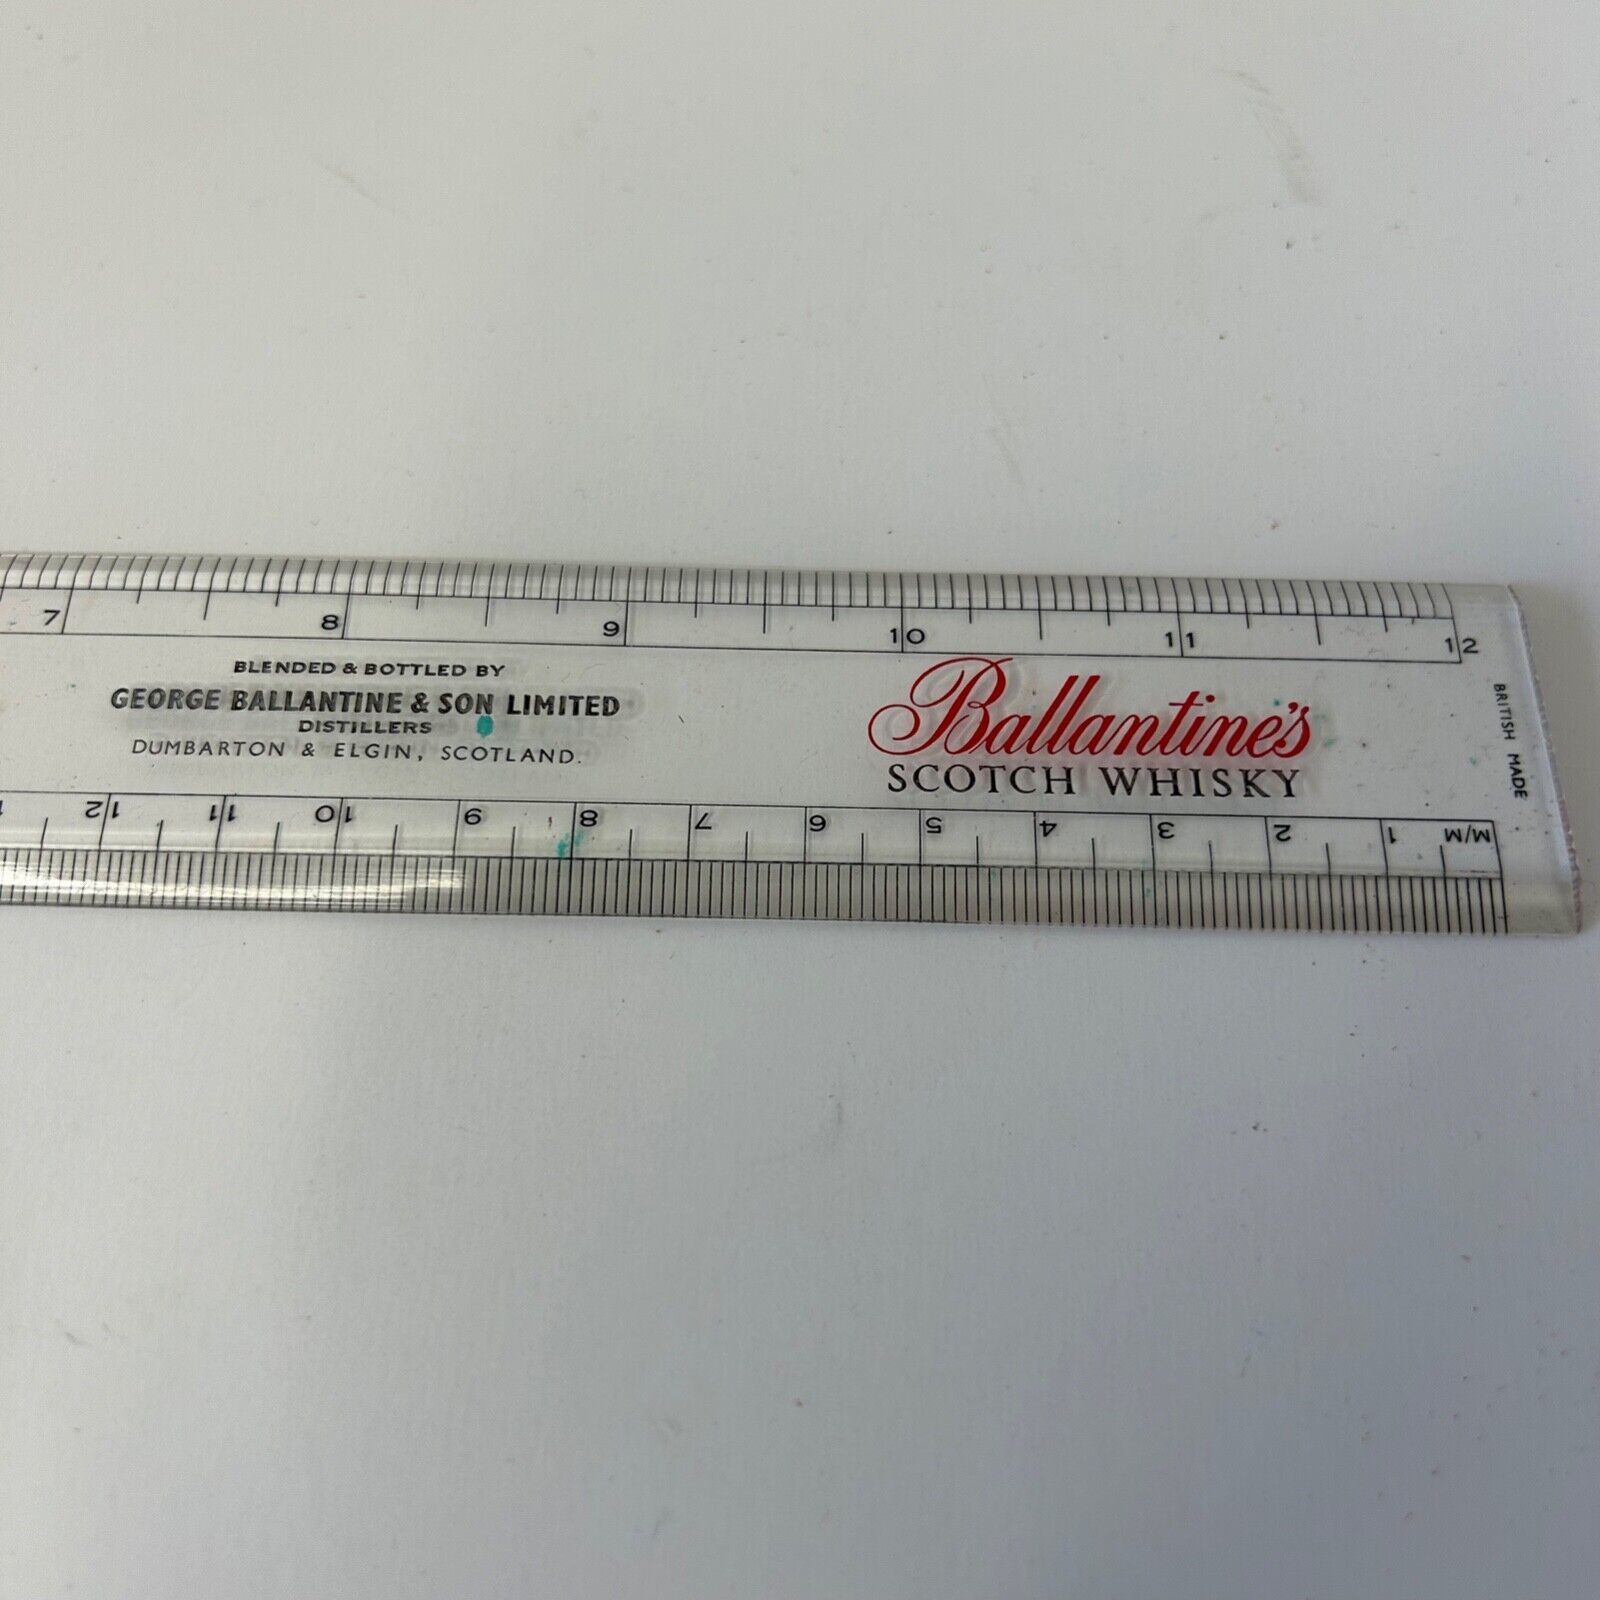 7 8 9 10 11 12
BLENDED & BOTTLED BY
GEORGE BALLANTINE & SON LIMITED
DISTILLERS
DUMBARTON & ELGIN, SCOTLAND.
Ballantine's
SCOTCH WHISKY
BRITISH MADE
M/M 1 2 3 4 5 6 7 8 9 10 11 12